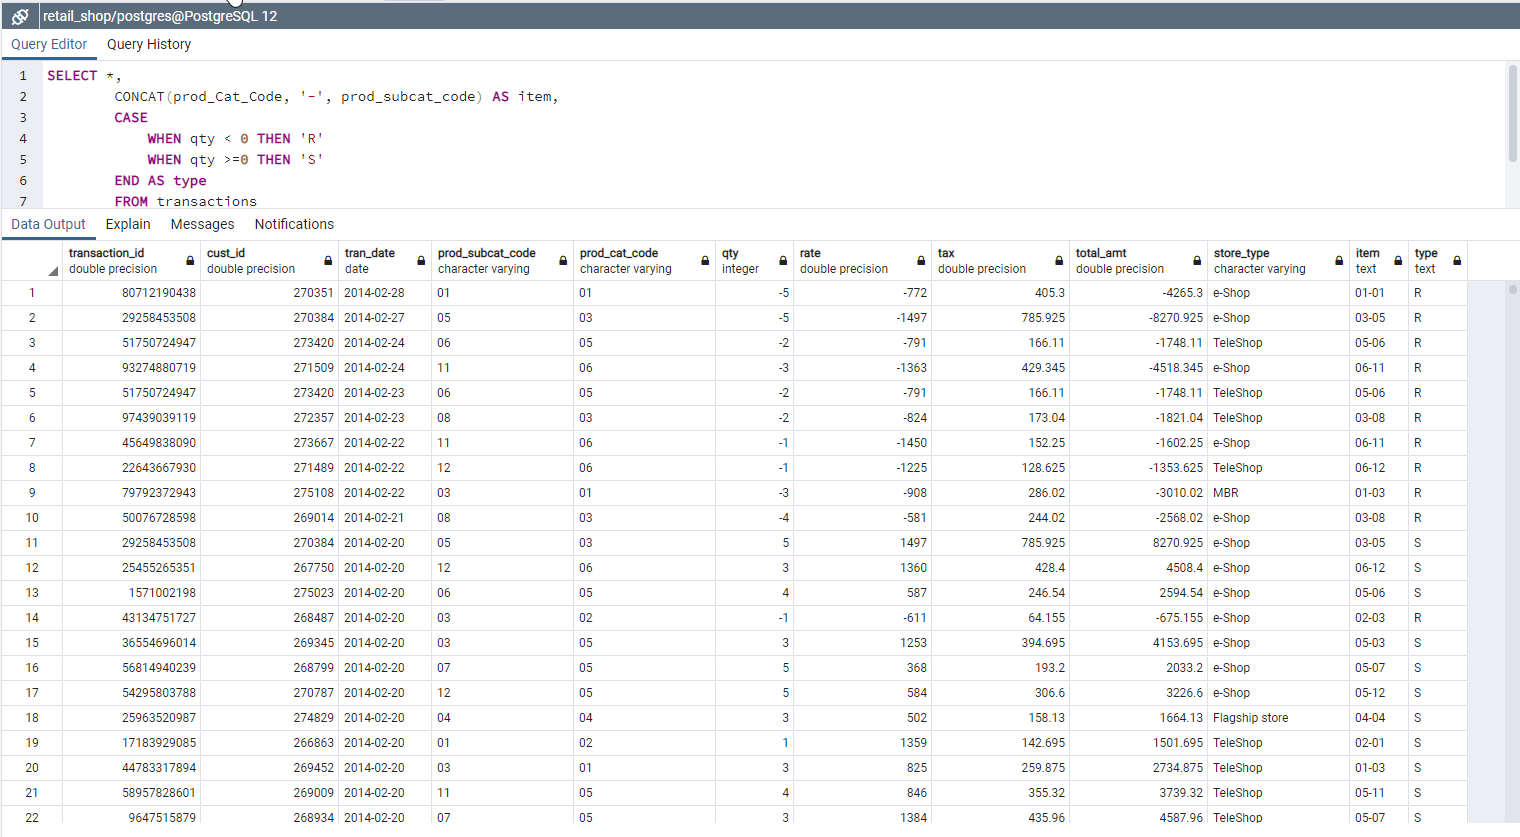 retail_shop/postgres@PostgreSQL 12
Query Editor Query History
1 SELECT *,
2 CONCAT(prod_Cat_Code, '-', prod_subcat_code) AS item,
3 CASE
4 WHEN qty < 0 THEN 'R'
5 WHEN qty >=0 THEN 'S'
6 END AS type
7 FROM transactions
Data Output Explain Messages Notifications
transaction_id cust_id tran_date prod_subcat_code prod_cat_code qty rate tax total_amt store_type item type
double precision double precision date character varying character varying integer double precision double precision double precision character varying text text
1 80712190438 270351 2014-02-28 01 01 -5 -772 405.3 -4265.3 e-Shop 01-01 R
2 29258453508 270384 2014-02-27 05 03 -5 -1497 785.925 -8270.925 e-Shop 03-05 R
3 51750724947 273420 2014-02-24 06 05 -2 -791 166.11 -1748.11 TeleShop 05-06 R
4 93274880719 271509 2014-02-24 11 06 -3 -1363 429.345 -4518.345 e-Shop 06-11 R
5 51750724947 273420 2014-02-23 06 05 -2 -791 166.11 -1748.11 TeleShop 05-06 R
6 97439039119 272357 2014-02-23 08 03 -2 -824 173.04 -1821.04 TeleShop 03-08 R
7 45649838090 273667 2014-02-22 11 06 -1 -1450 152.25 -1602.25 e-Shop 06-11 R
8 22643667930 271489 2014-02-22 12 06 -1 -1225 128.625 -1353.625 TeleShop 06-12 R
9 79792372943 275108 2014-02-22 03 01 -3 -908 286.02 -3010.02 MBR 01-03 R
10 50076728598 269014 2014-02-21 08 03 -4 -581 244.02 -2568.02 e-Shop 03-08 R
11 29258453508 270384 2014-02-20 05 03 5 1497 785.925 8270.925 e-Shop 03-05 S
12 25455265351 267750 2014-02-20 12 06 3 1360 428.4 4508.4 e-Shop 06-12 S
13 1571002198 275023 2014-02-20 06 05 4 587 246.54 2594.54 e-Shop 05-06 S
14 43134751727 268487 2014-02-20 03 02 -1 -611 64.155 -675.155 e-Shop 02-03 R
15 36554696014 269345 2014-02-20 03 05 3 1253 394.695 4153.695 e-Shop 05-03 S
16 56814940239 268799 2014-02-20 07 05 5 368 193.2 2033.2 e-Shop 05-07 S
17 54295803788 270787 2014-02-20 12 05 5 584 306.6 3226.6 e-Shop 05-12 S
18 25963520987 274829 2014-02-20 04 04 3 502 158.13 1664.13 Flagship store 04-04 S
19 17183929085 266863 2014-02-20 01 02 1 1359 142.695 1501.695 TeleShop 02-01 S
20 44783317894 269452 2014-02-20 03 01 3 825 259.875 2734.875 TeleShop 01-03 S
21 58957828601 269009 2014-02-20 11 05 4 846 355.32 3739.32 TeleShop 05-11 S
22 9647515879 268934 2014-02-20 07 05 3 1384 435.96 4587.96 TeleShop 05-07 S